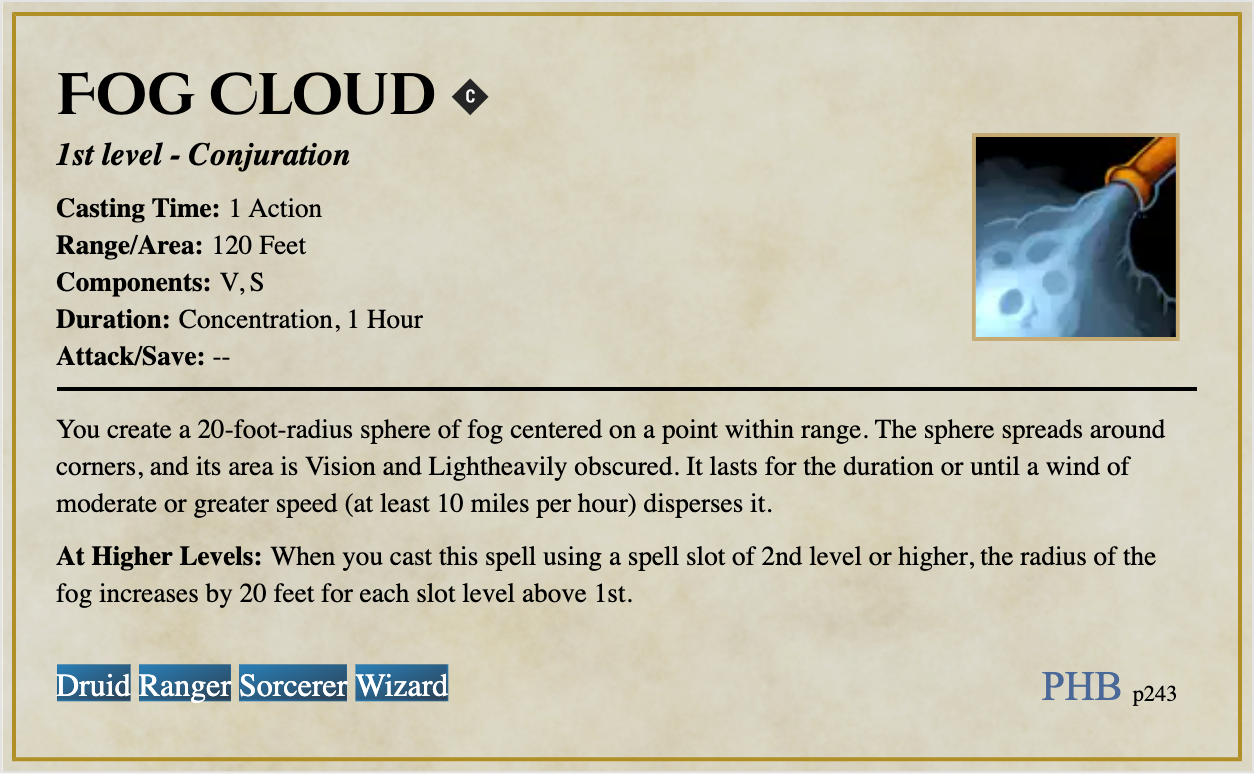 Fog Cloud C
1st level - Conjuration
Casting Time: 1 Action
Range/Area: 120 Feet
Components: V, S
Duration: Concentration, 1 Hour
Attack/Save: --
You create a 20-foot-radius sphere of fog centered on a point within range. The sphere spreads around
corners, and its area is Vision and Lightheavily obscured. It lasts for the duration or until a wind of
moderate or greater speed (at least 10 miles per hour) disperses it.
At Higher Levels: When you cast this spell using a spell slot of 2nd level or higher, the radius of the
fog increases by 20 feet for each slot level above 1st.
Druid Ranger Sorcerer Wizard
PHB p243